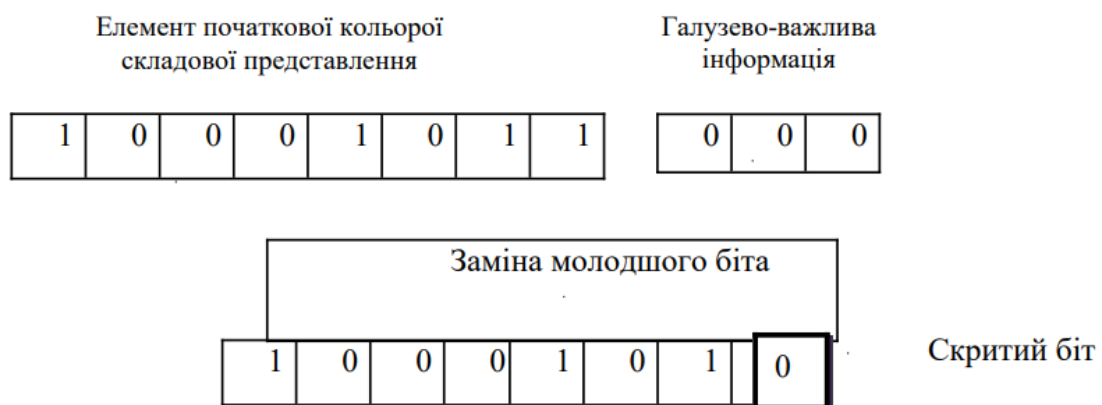 Елемент початкової кольорої
складової представлення
Галузево-важлива
інформація
1 0 0 0 1 0 1 1
0 0 0
Заміна молодшого біта
1 0 0 0 1 0 1 0
Скритий біт